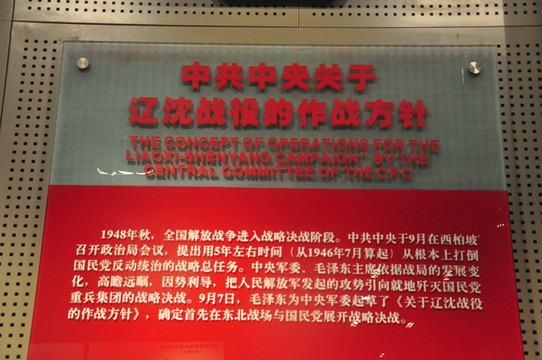 中共中央关于
辽沈战役的作战方针
THE CONCEPT OF OPERATIONS FOR THE
LIAOXI-SHENYANG CAMPAIGN" BY THE
CENTRAL COMMITTEE OF THE CPC
1948年秋，全国解放战争进入战略决战阶段。中共中央于9月在西柏坡
召开政治局会议，提出用5年左右时间（从1946年7月算起）从根本上打倒
国民党反动统治的战略总任务。中央军委、毛泽东主席依据战局的发展变
化，高瞻远瞩，因势利导，把人民解放军发起的攻势引向就地歼灭国民党
重兵集团的战略决战。9月7日，毛泽东为中央军委起草了《关于辽沈战役
的作战方针》，确定首先在东北战场与国民党展开战略决战。